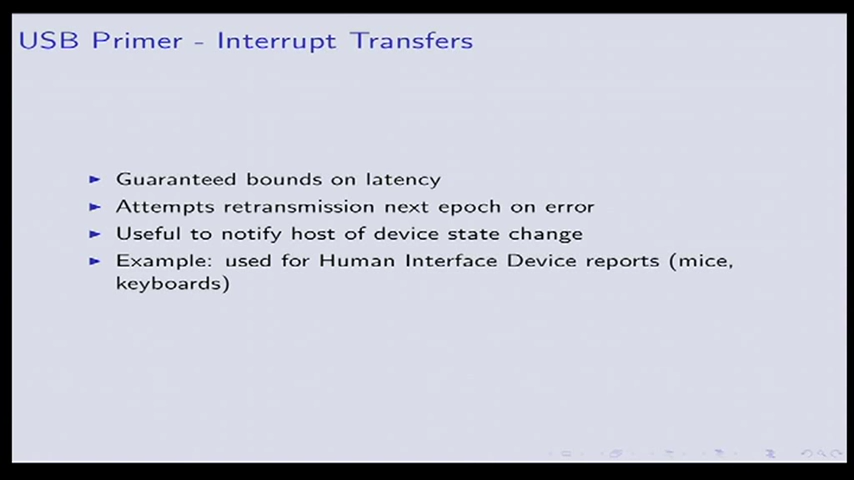 USB Primer - Interrupt Transfers
► Guaranteed bounds on latency
► Attempts retransmission next epoch on error
► Useful to notify host of device state change
► Example: used for Human Interface Device reports (mice,
keyboards)